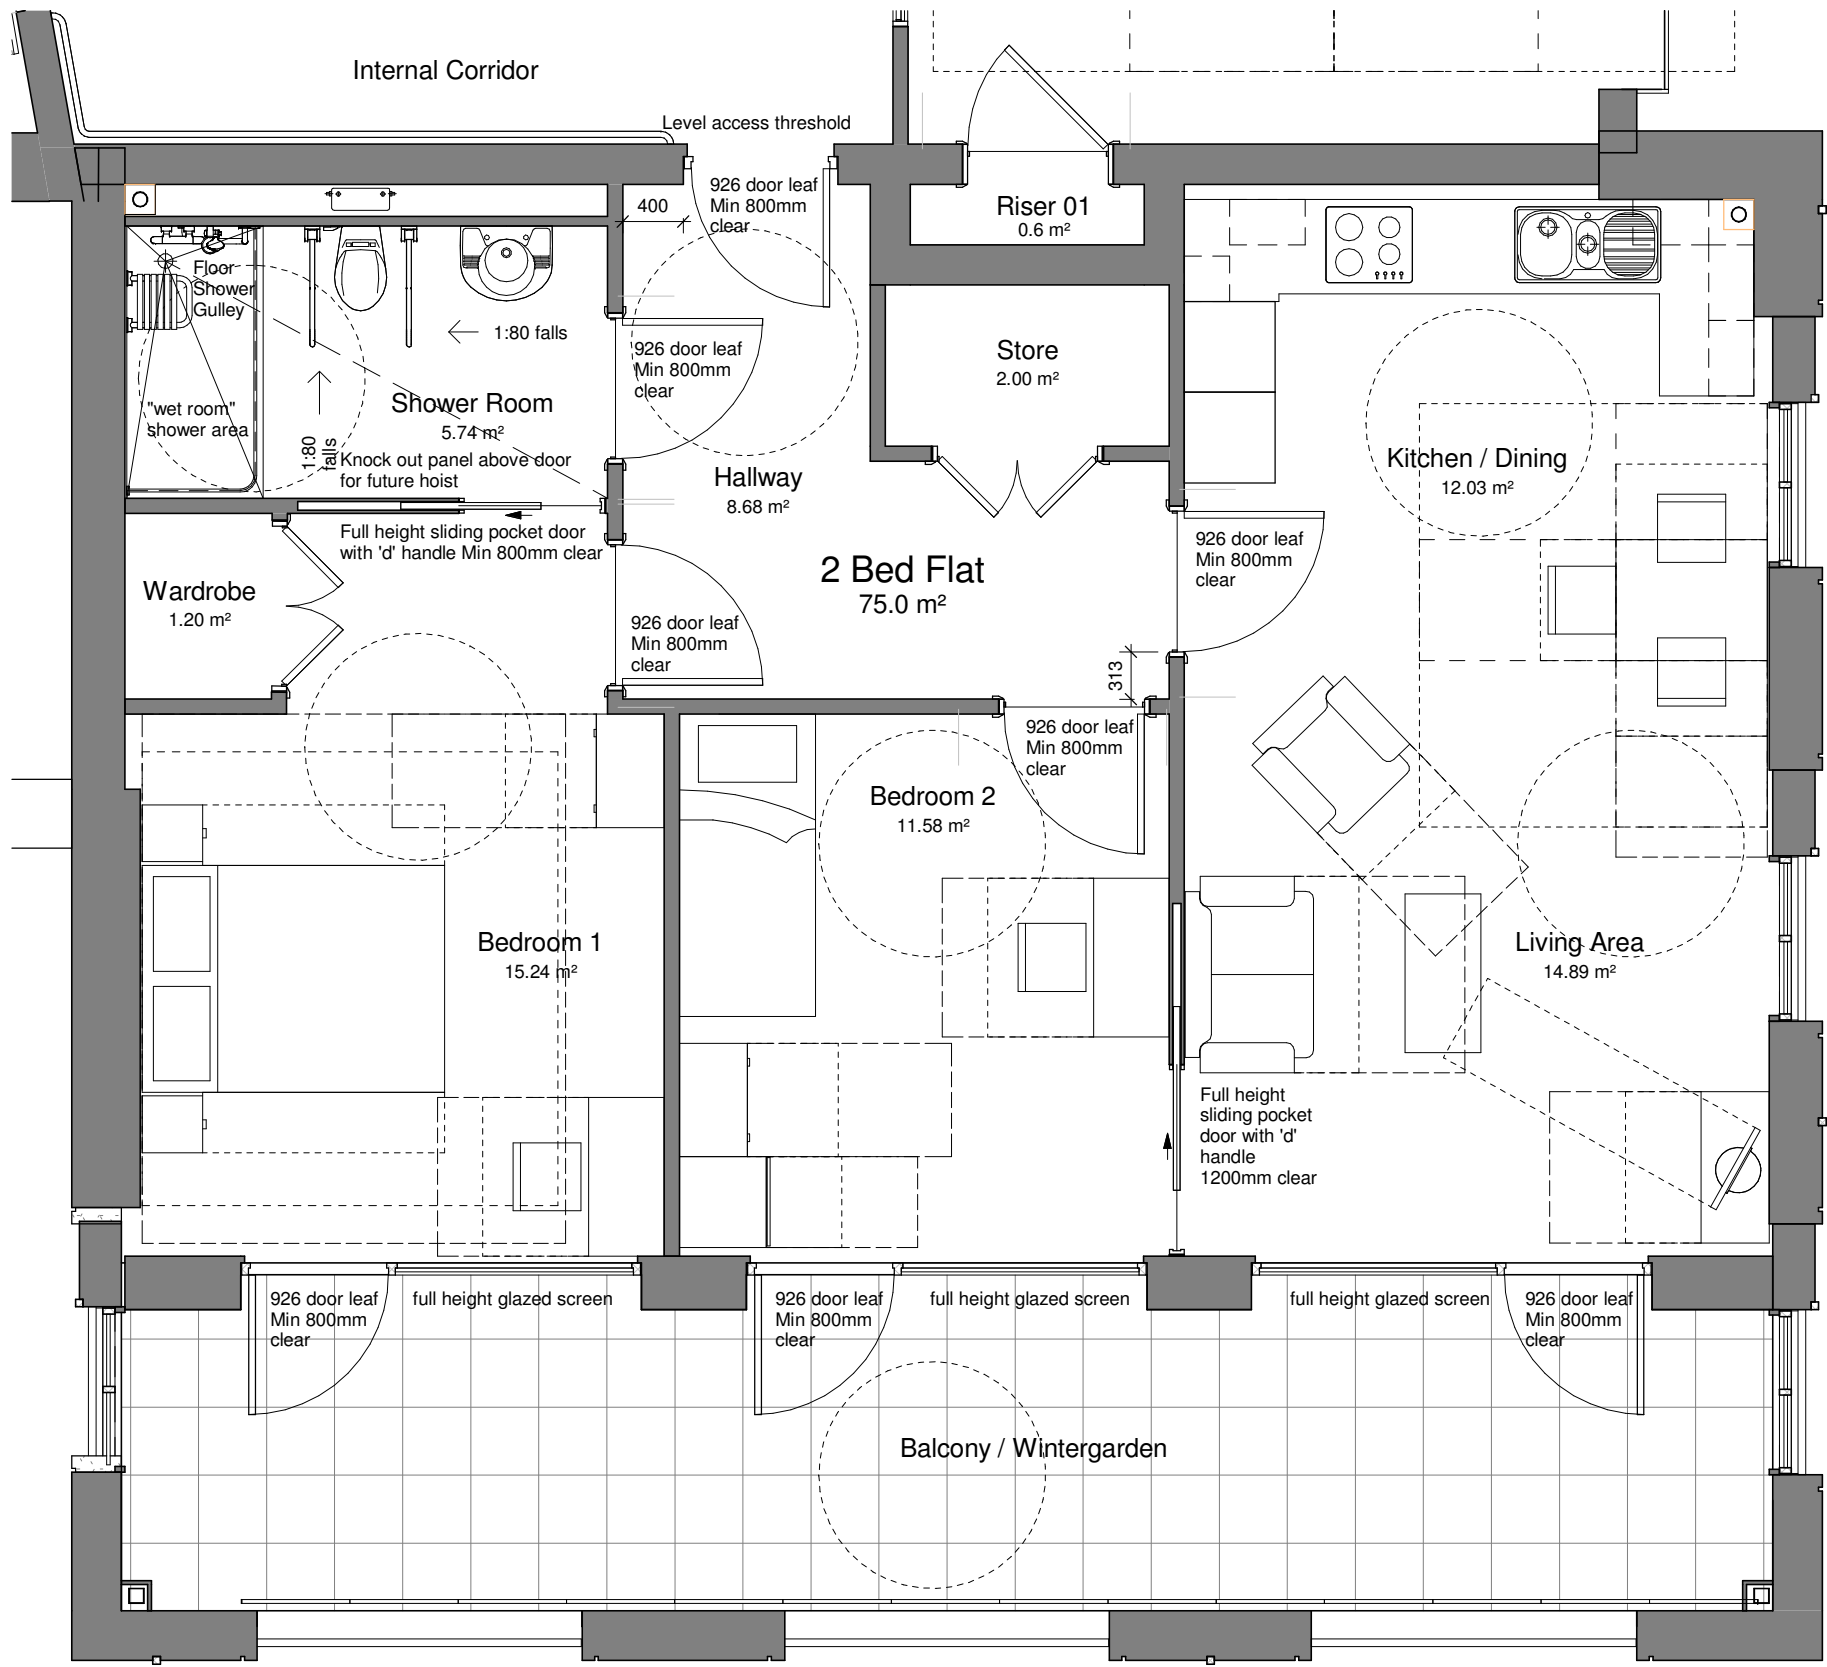 Internal Corridor
Level access threshold
926 door leaf
Min 800mm
clear
400
Riser 01
0.6 m²
Floor
Shower
Gulley
1:80 falls
926 door leaf
Min 800mm
clear
Store
2.00 m²
"wet room"
shower area
Shower Room
5.74 m²
1:80
falls
Knock out panel above door
for future hoist
Hallway
8.68 m²
Kitchen / Dining
12.03 m²
Full height sliding pocket door
with 'd' handle Min 800mm clear
926 door leaf
Min 800mm
clear
Wardrobe
1.20 m²
2 Bed Flat
75.0 m²
926 door leaf
Min 800mm
clear
313
926 door leaf
Min 800mm
clear
Bedroom 2
11.58 m²
Bedroom 1
15.24 m²
Living Area
14.89 m²
Full height
sliding pocket
door with 'd'
handle
1200mm clear
926 door leaf
Min 800mm
clear
full height glazed screen
926 door leaf
Min 800mm
clear
full height glazed screen
full height glazed screen
926 door leaf
Min 800mm
clear
Balcony / Wintergarden